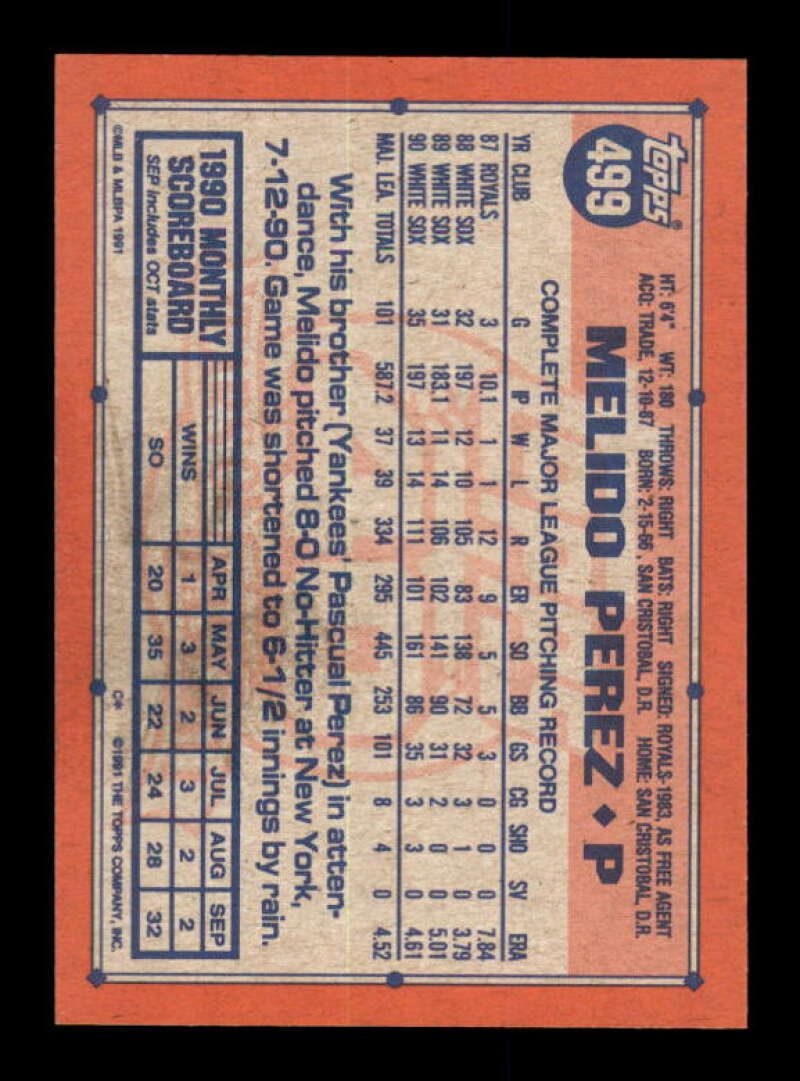 topps®
499
HT: 6'4" WT: 180 THROWS: RIGHT BATS: RIGHT SIGNED: ROYALS-1983, AS FREE AGENT
ACQ: TRADE, 12-10-87 BORN: 2-15-66, SAN CRISTOBAL, D.R. HOME: SAN CRISTOBAL, D.R.
MELIDO PEREZ ◆ P
COMPLETE MAJOR LEAGUE PITCHING RECORD
YR CLUB G IP W L R ER SO BB GS CG SHO SV ERA
87 ROYALS 3 10.1 1 1 12 9 5 5 3 0 0 0 7.84
88 WHITE SOX 32 197 12 10 105 83 138 72 32 3 1 0 3.79
89 WHITE SOX 31 183.1 11 14 106 102 141 90 31 2 0 0 5.01
90 WHITE SOX 35 197 13 14 111 101 161 86 35 3 3 0 4.61
MAJ. LEA. TOTALS 101 587.2 37 39 334 295 445 253 101 8 4 0 4.52
With his brother (Yankees' Pascual Perez) in atten-
dance, Melido pitched 8-0 No-Hitter at New York,
7-12-90. Game was shortened to 6-1/2 innings by rain.
1990 MONTHLY
SCOREBOARD
SEP includes OCT stats
APR MAY JUN JUL AUG SEP
WINS 1 3 2 3 2 2
SO 20 35 22 24 28 32
©MLB & MLBPA 1991
C* ©1991 THE TOPPS COMPANY, INC.